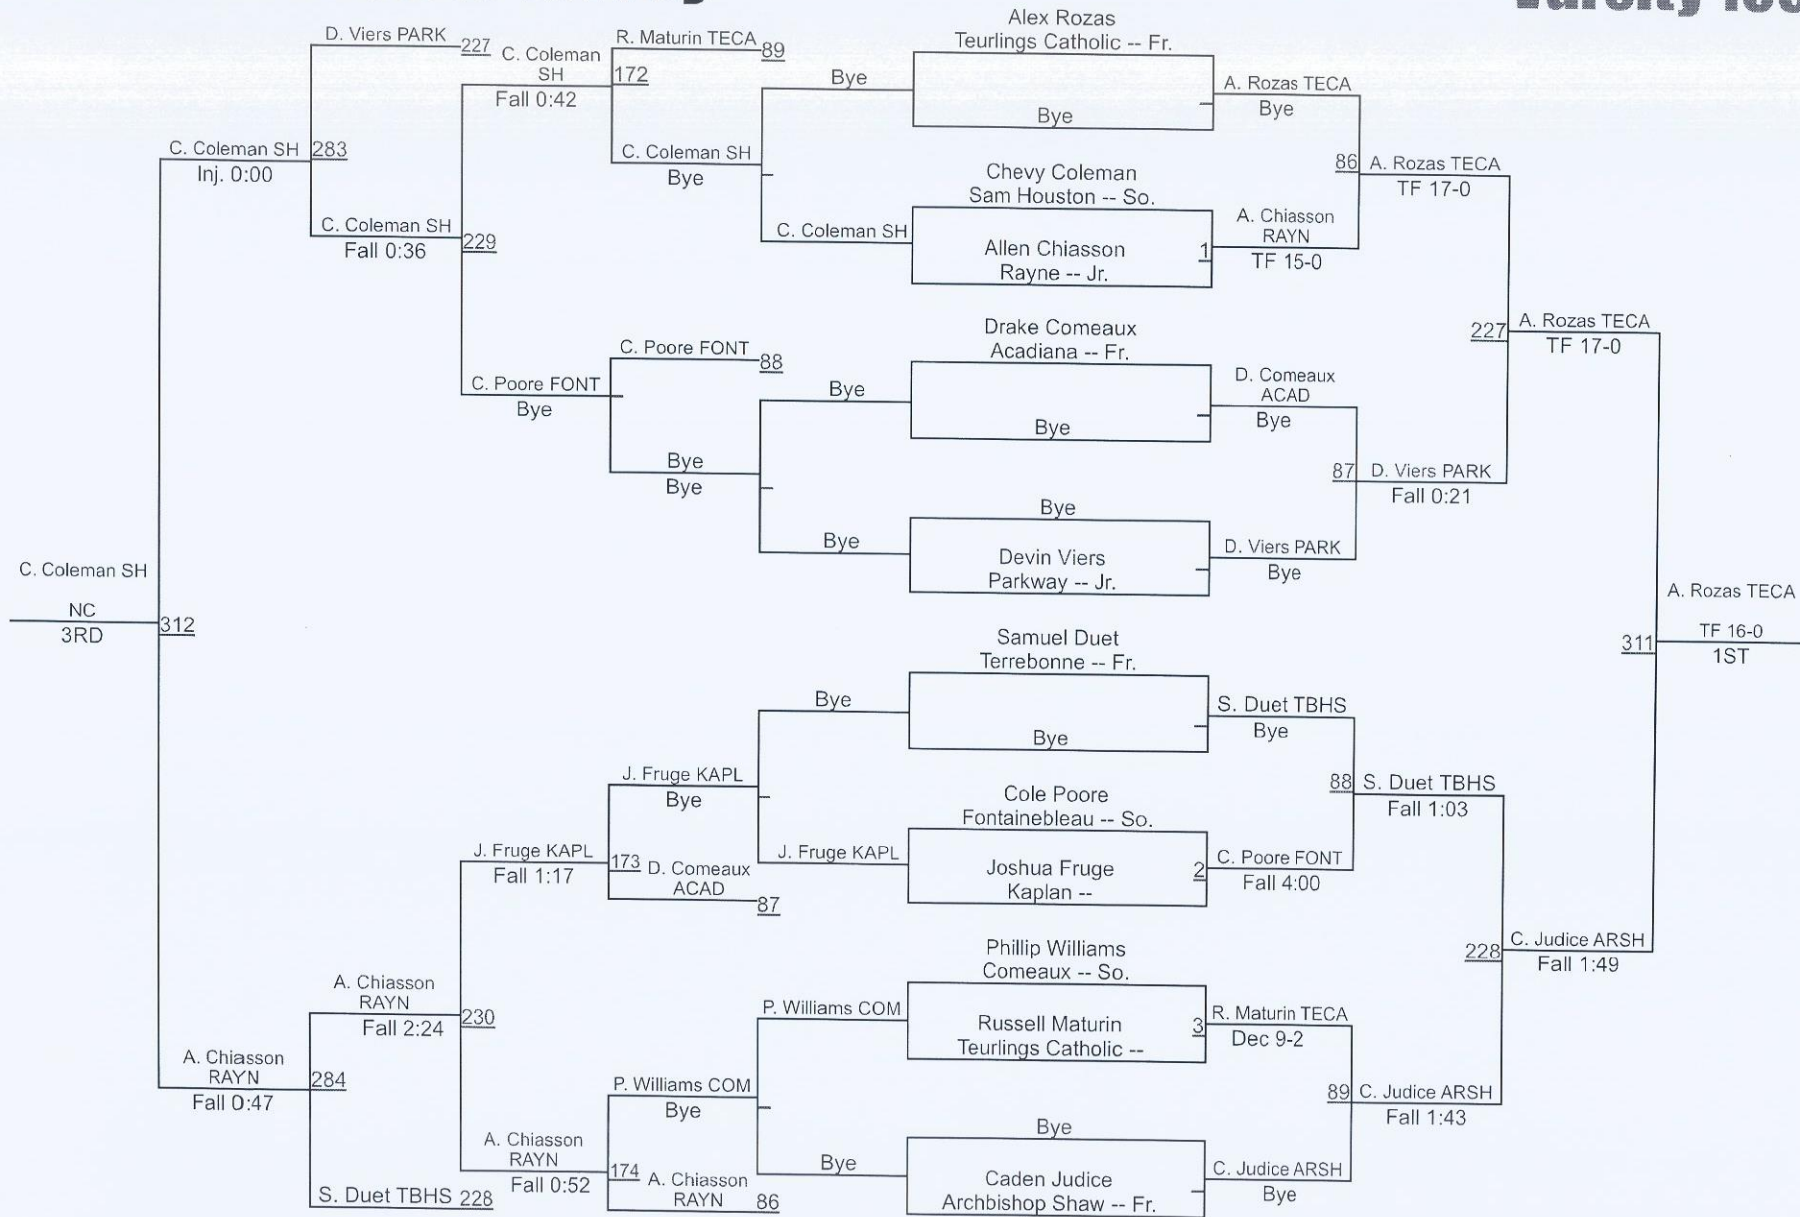 D. Viers PARK
227
C. Coleman
SH
Fall 0:42
R. Maturin TECA
89
172
C. Coleman SH
Bye
C. Coleman SH
Inj. 0:00
283
C. Coleman SH
Fall 0:36
229
Bye
C. Coleman SH
Alex Rozas
Teurlings Catholic -- Fr.
Bye
A. Rozas TECA
Bye
Chevy Coleman
Sam Houston -- So.
Allen Chiasson
Rayne -- Jr.
1
A. Chiasson
RAYN
TF 15-0
86
A. Rozas TECA
TF 17-0
C. Poore FONT
Bye
C. Poore FONT
88
Bye
Bye
Bye
Bye
Drake Comeaux
Acadiana -- Fr.
Bye
D. Comeaux
ACAD
Bye
Bye
Devin Viers
Parkway -- Jr.
D. Viers PARK
Bye
87
D. Viers PARK
Fall 0:21
227
A. Rozas TECA
TF 17-0
C. Coleman SH
NC
3RD
312
A. Rozas TECA
TF 16-0
1ST
311
Samuel Duet
Terrebonne -- Fr.
Bye
Bye
S. Duet TBHS
Bye
J. Fruge KAPL
Bye
J. Fruge KAPL
Cole Poore
Fontainebleau -- So.
Joshua Fruge
Kaplan --
2
C. Poore FONT
Fall 4:00
88
S. Duet TBHS
Fall 1:03
J. Fruge KAPL
Fall 1:17
173
D. Comeaux
ACAD
87
A. Chiasson
RAYN
Fall 2:24
230
P. Williams COM
Phillip Williams
Comeaux -- So.
Russell Maturin
Teurlings Catholic --
3
R. Maturin TECA
Dec 9-2
228
C. Judice ARSH
Fall 1:49
A. Chiasson
RAYN
Fall 0:47
284
P. Williams COM
Bye
Bye
Bye
Caden Judice
Archbishop Shaw -- Fr.
C. Judice ARSH
Bye
89
C. Judice ARSH
Fall 1:43
A. Chiasson
RAYN
Fall 0:52
174
A. Chiasson
RAYN
86
S. Duet TBHS
228